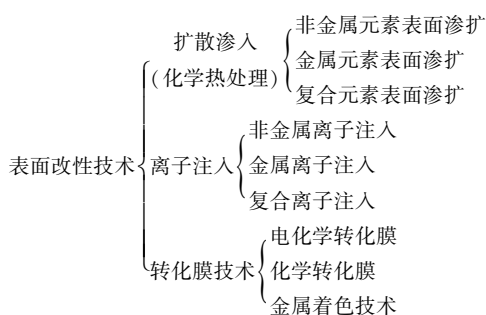 表面改性技术
扩散渗入
(化学热处理)
非金属元素表面渗扩
金属元素表面渗扩
复合元素表面渗扩
离子注入
非金属离子注入
金属离子注入
复合离子注入
转化膜技术
电化学转化膜
化学转化膜
金属着色技术